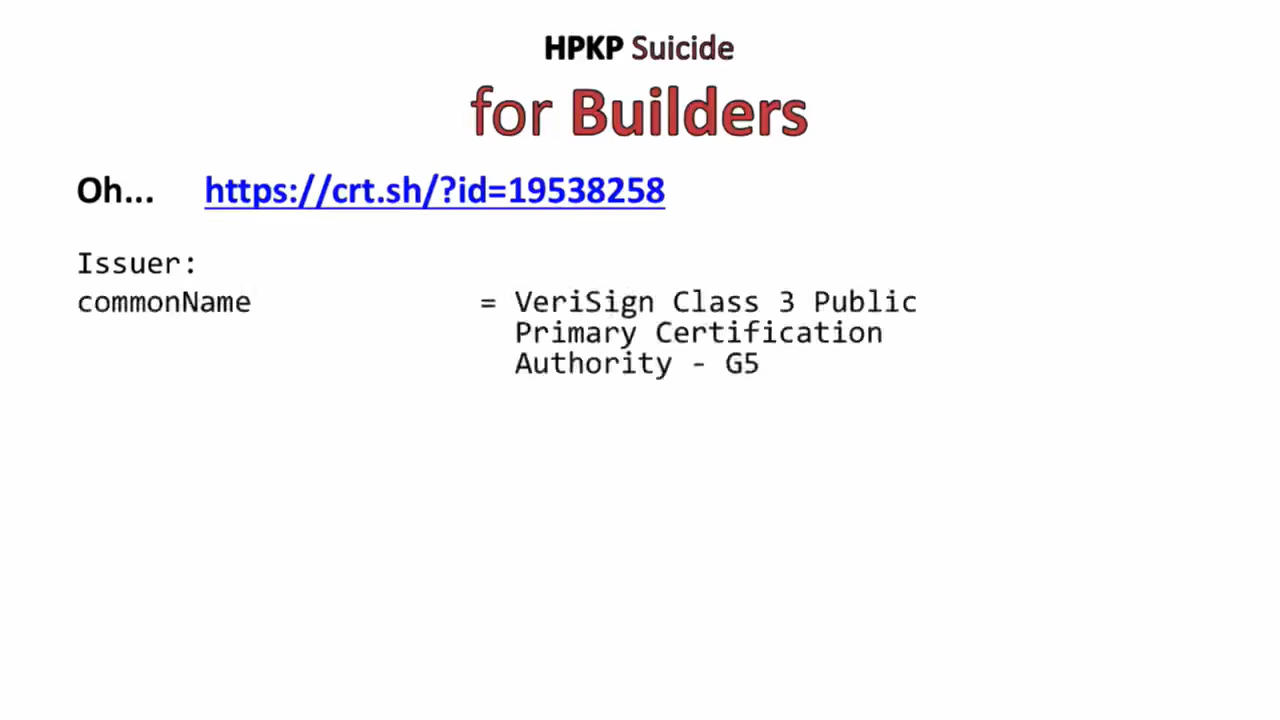 HPKP Suicide
for Builders
Oh... https://crt.sh/?id=19538258
Issuer:
commonName = VeriSign Class 3 Public
Primary Certification
Authority - G5